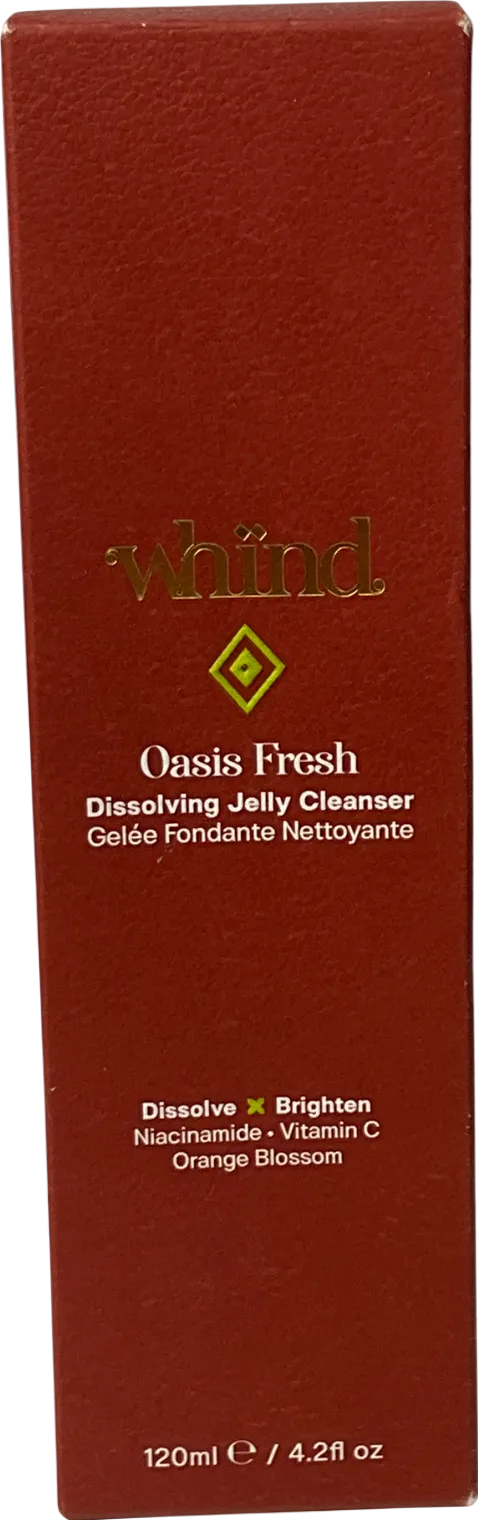 whïnd
Oasis Fresh
Dissolving Jelly Cleanser
Gelée Fondante Nettoyante
Dissolve × Brighten
Niacinamide • Vitamin C
Orange Blossom
120ml ℮ / 4.2fl oz